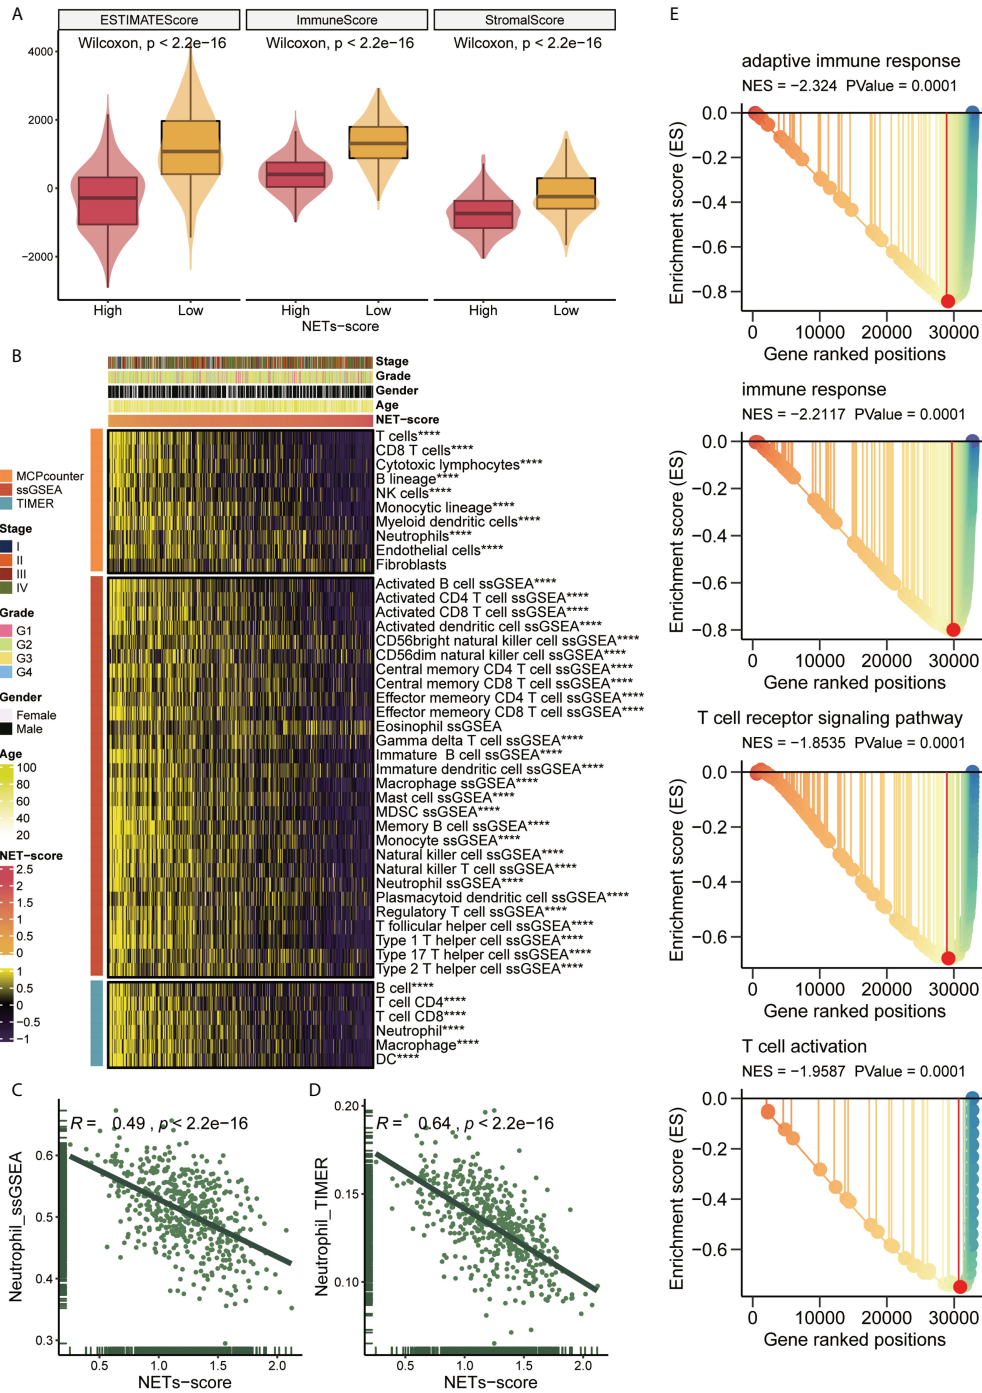 A
ESTIMATEScore
ImmuneScore
StromalScore
Wilcoxon, p < 2.2e−16
Wilcoxon, p < 2.2e−16
Wilcoxon, p < 2.2e−16
4000
2000
0
−2000
High
Low
High
Low
High
Low
NETs−score
B
Stage
Grade
Gender
Age
NET−score
T cells****
CD8 T cells****
Cytotoxic lymphocytes****
B lineage****
NK cells****
Monocytic lineage****
Myeloid dendritic cells****
Neutrophils****
Endothelial cells****
Fibroblasts
Activated B cell ssGSEA****
Activated CD4 T cell ssGSEA****
Activated CD8 T cell ssGSEA****
Activated dendritic cell ssGSEA****
CD56bright natural killer cell ssGSEA****
CD56dim natural killer cell ssGSEA****
Central memory CD4 T cell ssGSEA****
Central memory CD8 T cell ssGSEA****
Effector memeory CD4 T cell ssGSEA****
Effector memeory CD8 T cell ssGSEA****
Eosinophil ssGSEA
Gamma delta T cell ssGSEA****
Immature B cell ssGSEA****
Immature dendritic cell ssGSEA****
Macrophage ssGSEA****
Mast cell ssGSEA****
MDSC ssGSEA****
Memory B cell ssGSEA****
Monocyte ssGSEA****
Natural killer cell ssGSEA****
Natural killer T cell ssGSEA****
Neutrophil ssGSEA****
Plasmacytoid dendritic cell ssGSEA****
Regulatory T cell ssGSEA****
T follicular helper cell ssGSEA****
Type 1 T helper cell ssGSEA****
Type 17 T helper cell ssGSEA****
Type 2 T helper cell ssGSEA****
B cell****
T cell CD4****
T cell CD8****
Neutrophil****
Macrophage****
DC****
MCPcounter
ssGSEA
TIMER
Stage
I
II
III
IV
Grade
G1
G2
G3
G4
Gender
Female
Male
Age
100
80
60
40
20
NET−score
2.5
2
1.5
1
0.5
0
1
0.5
0
−0.5
−1
C
R = 0.49 , p < 2.2e−16
Neutrophil_ssGSEA
0.6
0.5
0.4
0.3
0.5
1.0
1.5
2.0
NETs−score
D
R = 0.64 , p < 2.2e−16
Neutrophil_TIMER
0.20
0.15
0.10
0.5
1.0
1.5
2.0
NETs−score
E
adaptive immune response
NES = −2.324 PValue = 0.0001
Enrichment score (ES)
0.0
−0.2
−0.4
−0.6
−0.8
0
10000
20000
30000
Gene ranked positions
immune response
NES = −2.2117 PValue = 0.0001
Enrichment score (ES)
0.0
−0.2
−0.4
−0.6
−0.8
0
10000
20000
30000
Gene ranked positions
T cell receptor signaling pathway
NES = −1.8535 PValue = 0.0001
Enrichment score (ES)
0.0
−0.2
−0.4
−0.6
0
10000
20000
30000
Gene ranked positions
T cell activation
NES = −1.9587 PValue = 0.0001
Enrichment score (ES)
0.0
−0.2
−0.4
−0.6
0
10000
20000
30000
Gene ranked positions